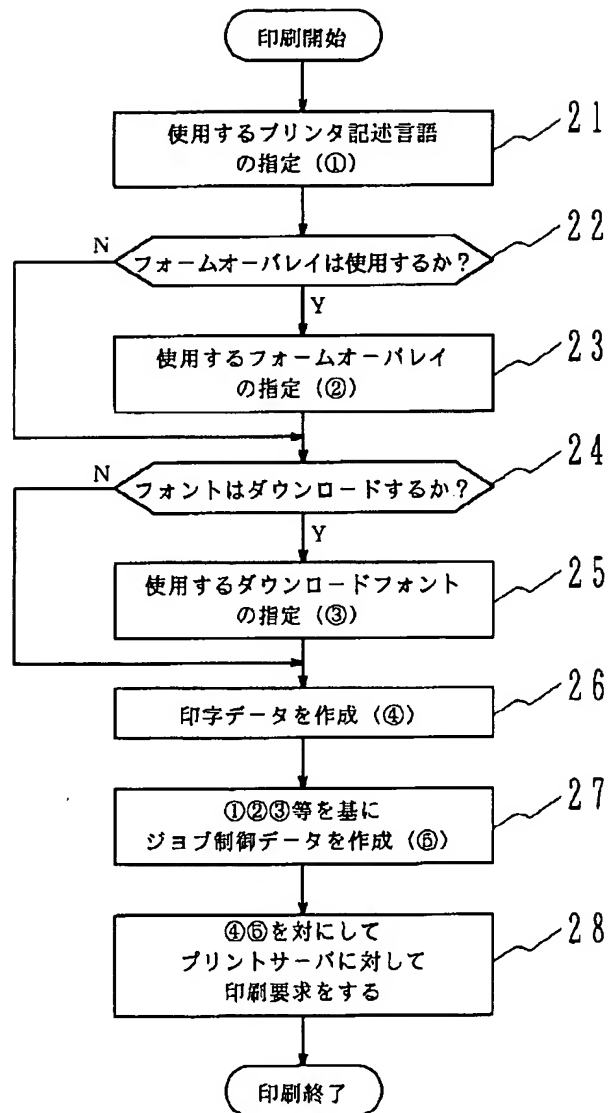 印刷開始
使用するプリンタ記述言語
の指定（①）
21
フォームオーバレイは使用するか？
22
N
Y
使用するフォームオーバレイ
の指定（②）
23
フォントはダウンロードするか？
24
N
Y
使用するダウンロードフォント
の指定（③）
25
印字データを作成（④）
26
①②③等を基に
ジョブ制御データを作成（⑤）
27
④⑤を対にして
プリントサーバに対して
印刷要求をする
28
印刷終了